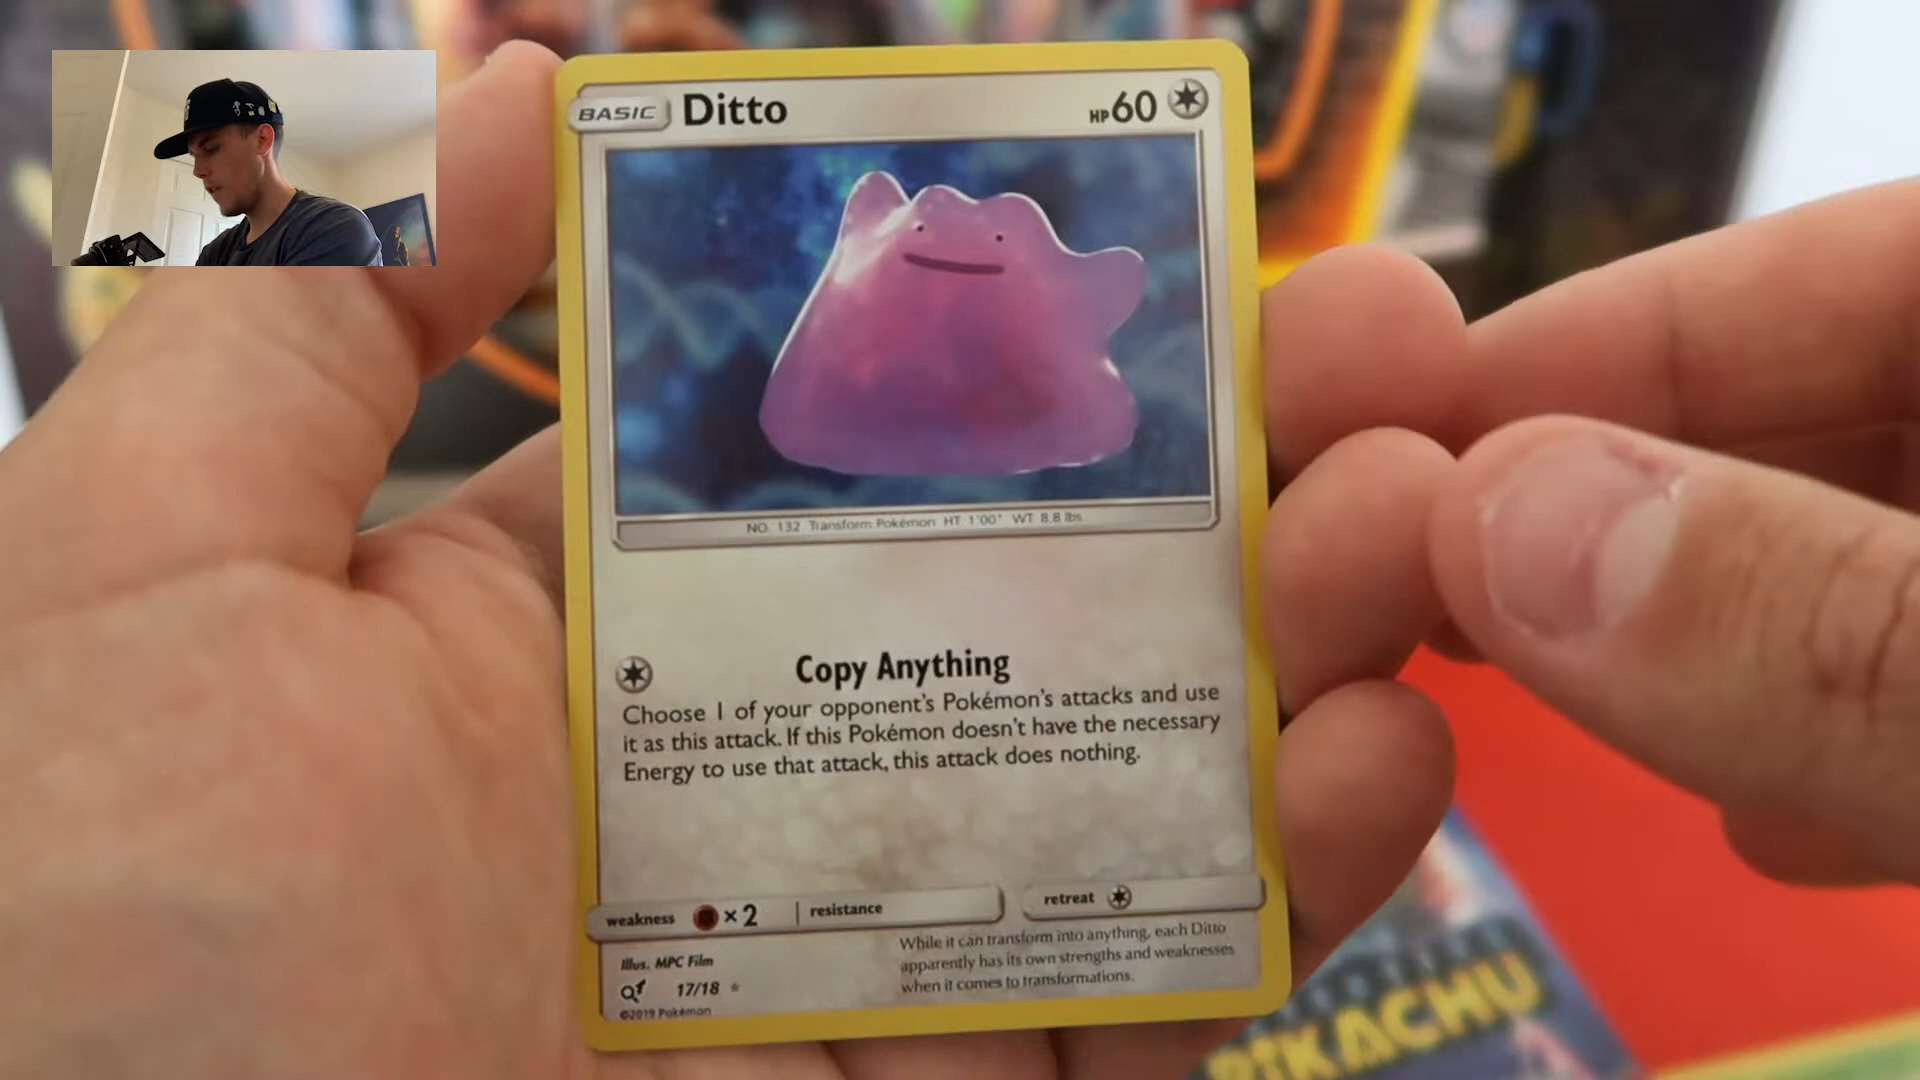 BASIC Ditto HP60
NO. 132 Transform Pokémon HT 1'00" WT 8.8 lbs.
Copy Anything
Choose 1 of your opponent's Pokémon's attacks and use
it as this attack. If this Pokémon doesn't have the necessary
Energy to use that attack, this attack does nothing.
weakness ×2 resistance retreat
Illus. MPC Film
17/18
©2019 Pokémon
While it can transform into anything, each Ditto
apparently has its own strengths and weaknesses
when it comes to transformations.
PIKACHU